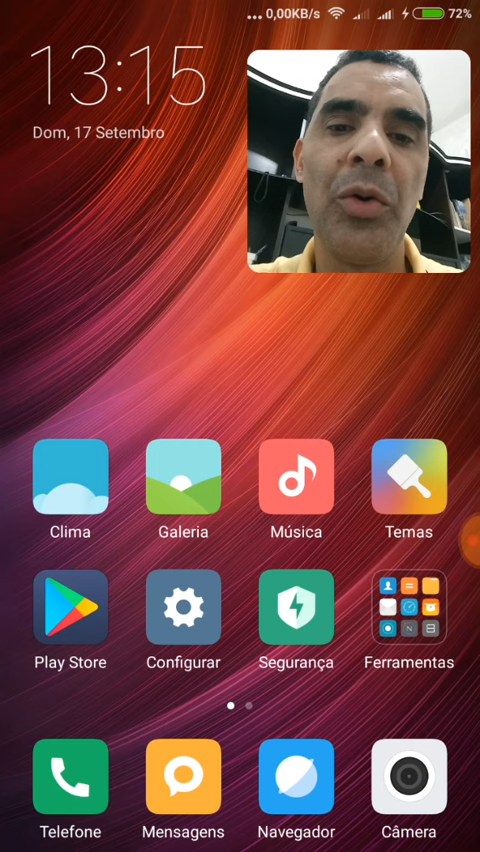 0,00KB/s 72%
13:15
Dom, 17 Setembro
Clima Galeria Música Temas
Play Store Configurar Segurança Ferramentas
Telefone Mensagens Navegador Câmera